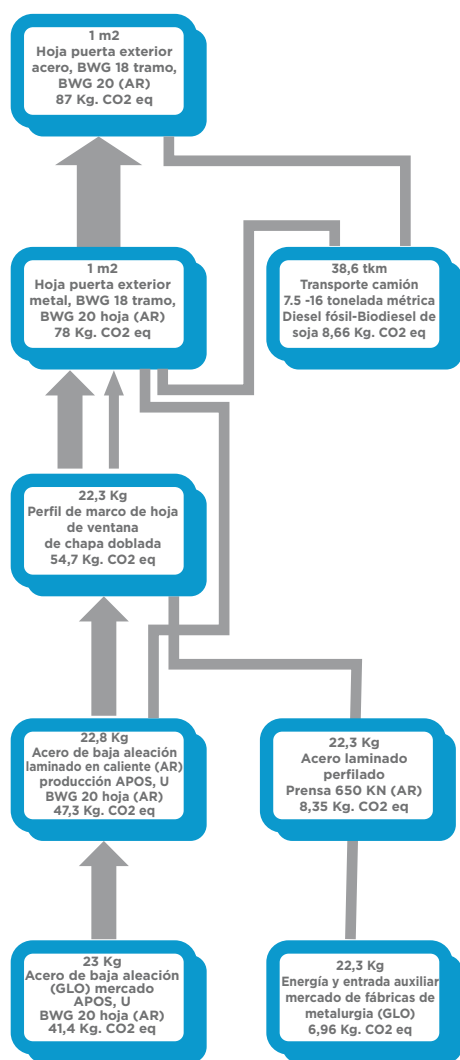 1 m2
Hoja puerta exterior
acero, BWG 18 tramo,
BWG 20 (AR)
87 Kg. CO2 eq
1 m2
Hoja puerta exterior
metal, BWG 18 tramo,
BWG 20 hoja (AR)
78 Kg. CO2 eq
38,6 tkm
Transporte camión
7.5 -16 tonelada métrica
Diesel fósil-Biodiesel de
soja 8,66 Kg. CO2 eq
22,3 Kg
Perfil de marco de hoja
de ventana
de chapa doblada
54,7 Kg. CO2 eq
22,8 Kg
Acero de baja aleación
laminado en caliente (AR)
producción APOS, U
BWG 20 hoja (AR)
47,3 Kg. CO2 eq
22,3 Kg
Acero laminado
perfilado
Prensa 650 KN (AR)
8,35 Kg. CO2 eq
23 Kg
Acero de baja aleación
(GLO) mercado
APOS, U
BWG 20 hoja (AR)
41,4 Kg. CO2 eq
22,3 Kg
Energía y entrada auxiliar
mercado de fábricas de
metalurgia (GLO)
6,96 Kg. CO2 eq